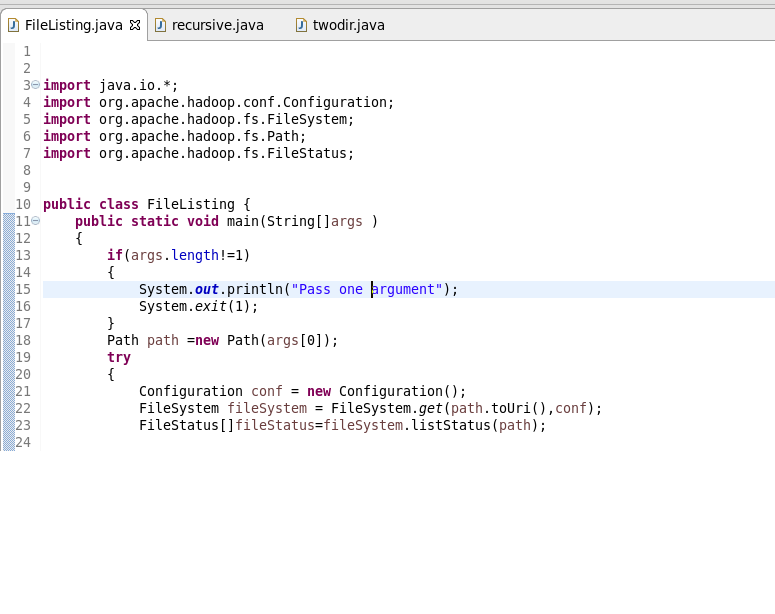 FileListing.java recursive.java twodir.java
1
2
3 import java.io.*;
4 import org.apache.hadoop.conf.Configuration;
5 import org.apache.hadoop.fs.FileSystem;
6 import org.apache.hadoop.fs.Path;
7 import org.apache.hadoop.fs.FileStatus;
8
9
10 public class FileListing {
11 public static void main(String[]args )
12 {
13 if(args.length!=1)
14 {
15 System.out.println("Pass one argument");
16 System.exit(1);
17 }
18 Path path =new Path(args[0]);
19 try
20 {
21 Configuration conf = new Configuration();
22 FileSystem fileSystem = FileSystem.get(path.toUri(),conf);
23 FileStatus[]fileStatus=fileSystem.listStatus(path);
24